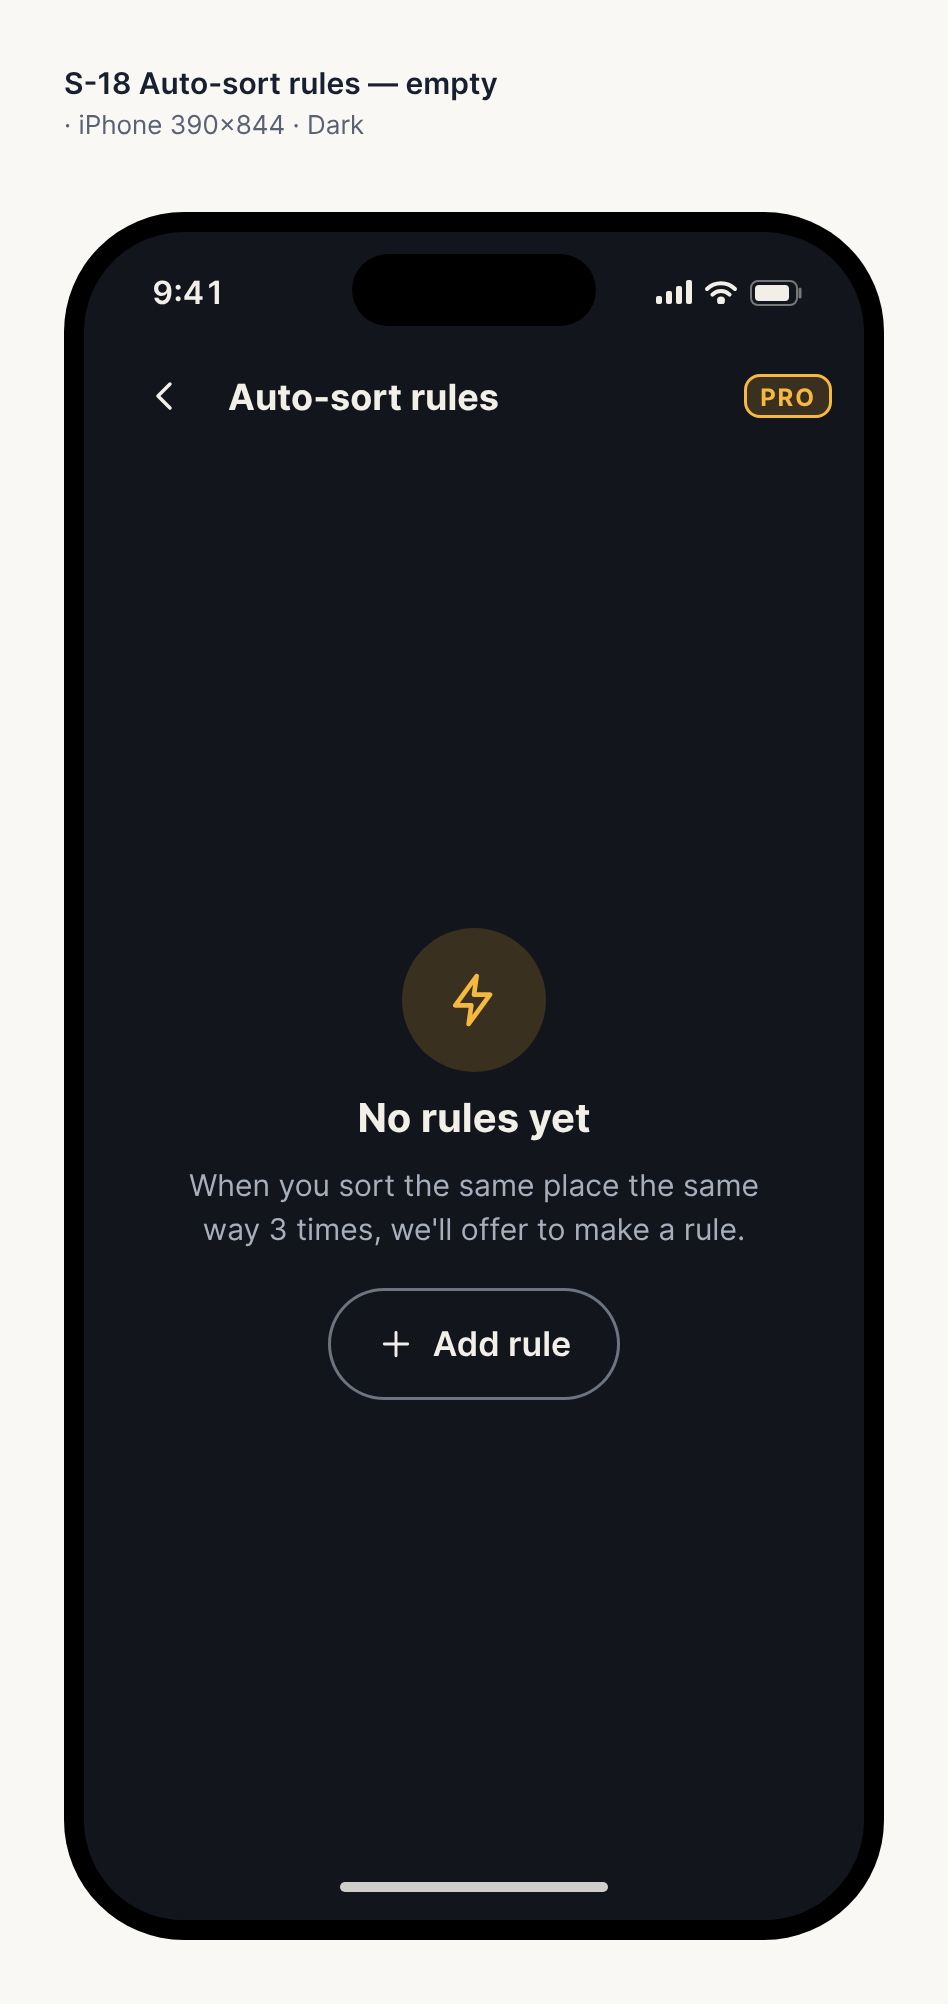 S-18 Auto-sort rules — empty
· iPhone 390×844 · Dark
9:41
Auto-sort rules
PRO
No rules yet
When you sort the same place the same
way 3 times, we'll offer to make a rule.
Add rule